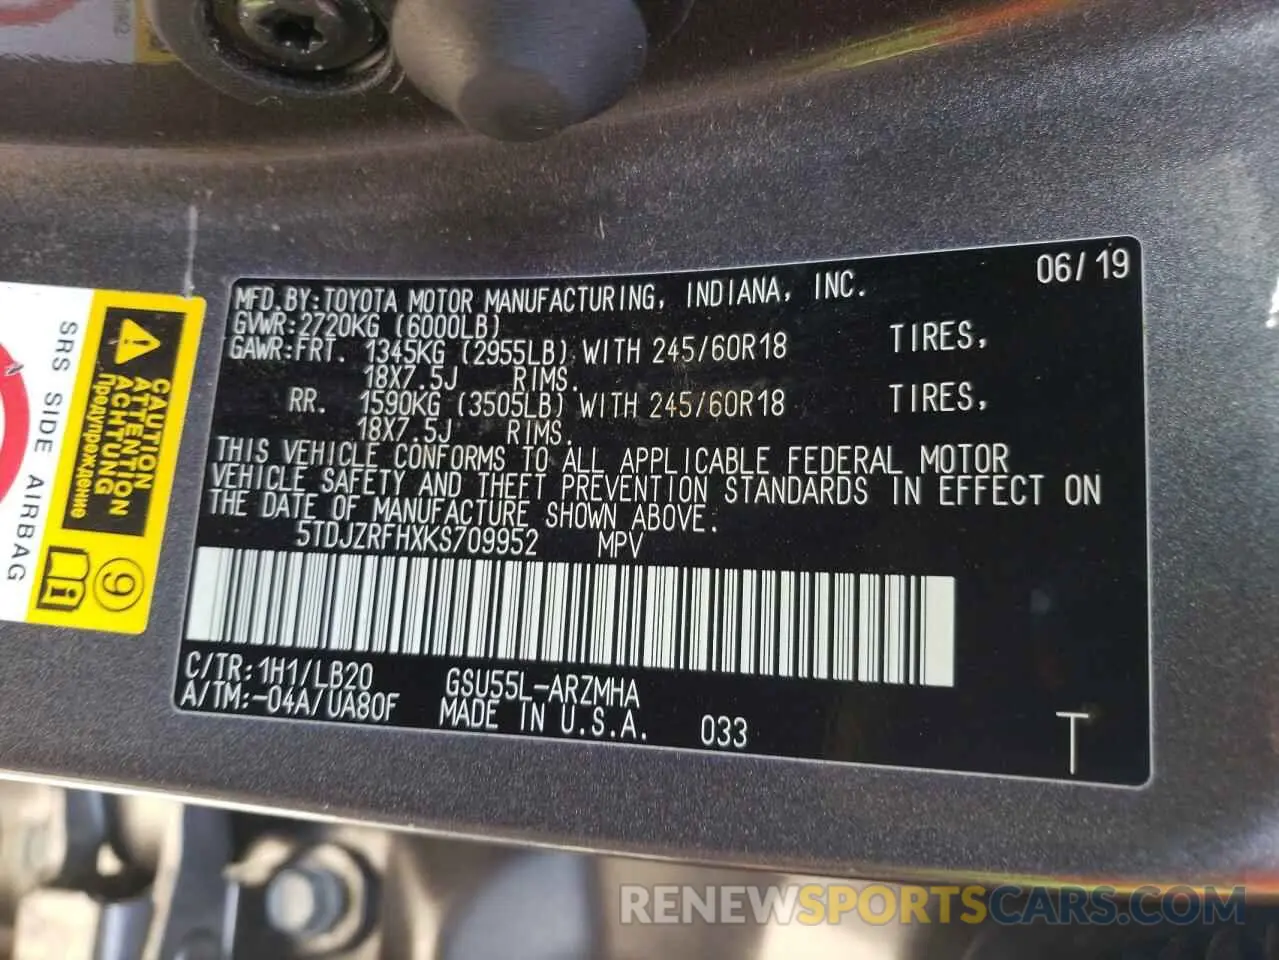 06/19
MFD.BY:TOYOTA MOTOR MANUFACTURING, INDIANA, INC.
GVWR:2720KG (6000LB)
GAWR:FRT. 1345KG (2955LB) WITH 245/60R18 TIRES,
18X7.5J RIMS.
RR. 1590KG (3505LB) WITH 245/60R18 TIRES,
18X7.5J RIMS.
THIS VEHICLE CONFORMS TO ALL APPLICABLE FEDERAL MOTOR
VEHICLE SAFETY AND THEFT PREVENTION STANDARDS IN EFFECT ON
THE DATE OF MANUFACTURE SHOWN ABOVE.
5TDJZRFHXKS709952 MPV
C/TR:1H1/LB20 GSU55L-ARZMHA
A/TM:-04A/UA80F MADE IN U.S.A. 033
T
CAUTION
ATTENTION
ACHTUNG
Предупреждение
SRS SIDE AIRBAG
9
RENEWSPORTSCARS.COM